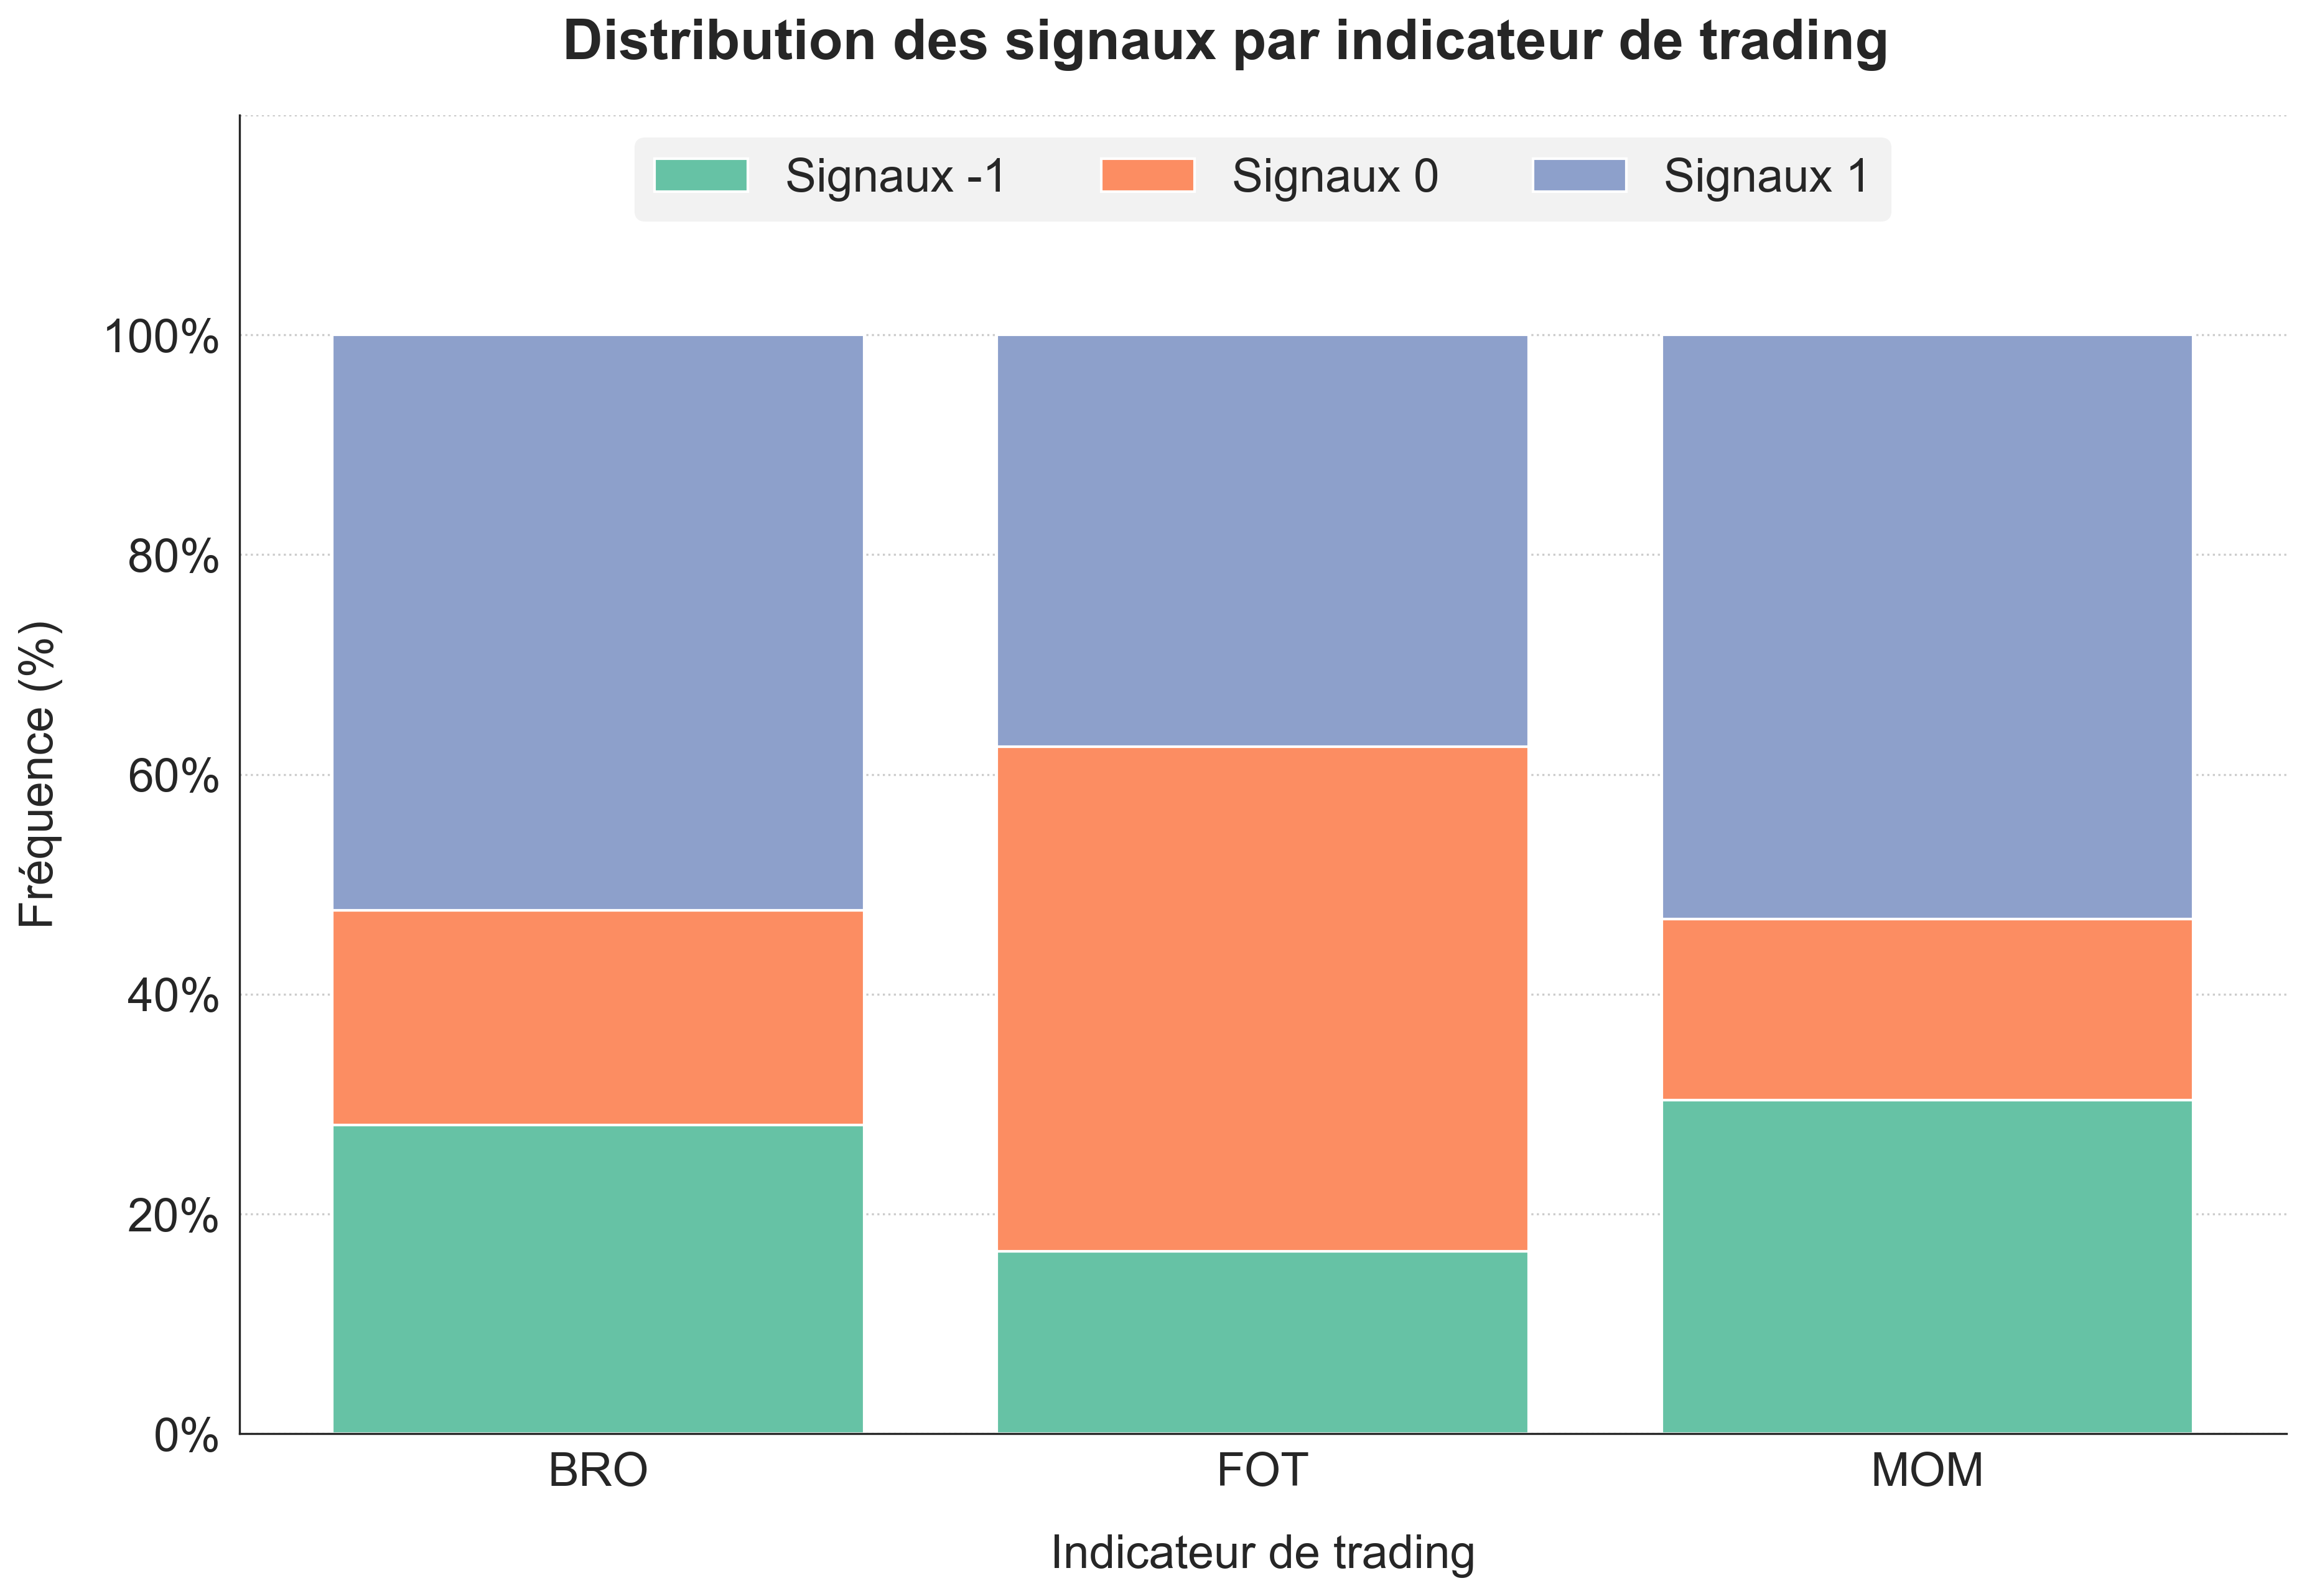 Distribution des signaux par indicateur de trading
Signaux -1 Signaux 0 Signaux 1
100%
80%
60%
40%
20%
0%
Fréquence (%)
BRO FOT MOM
Indicateur de trading